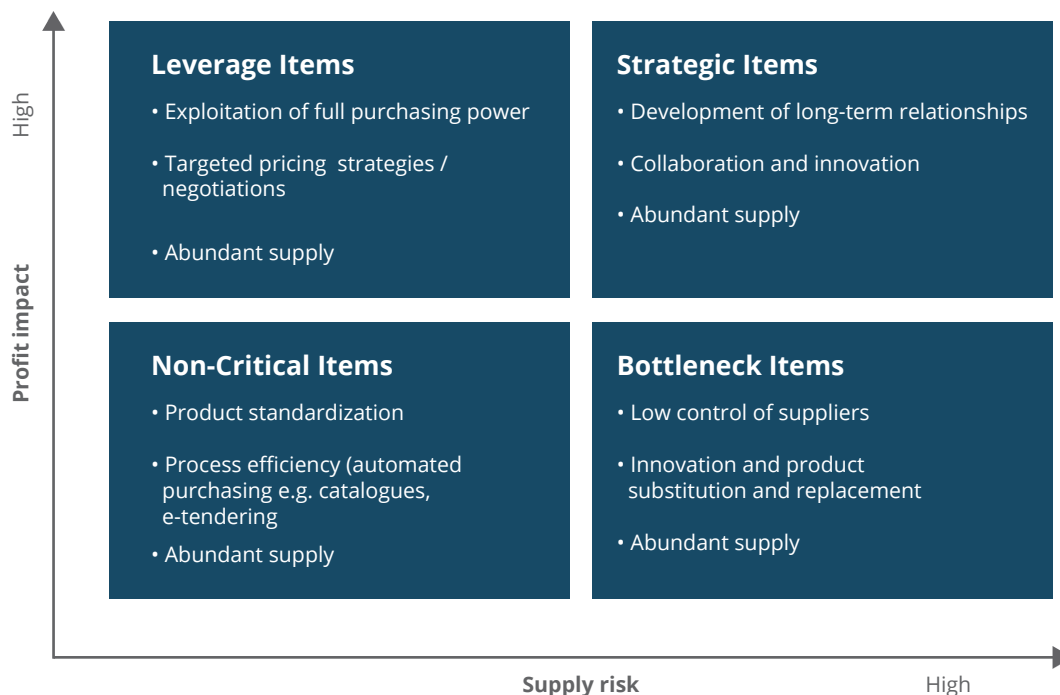 High
Profit impact
Leverage Items
• Exploitation of full purchasing power
• Targeted pricing  strategies /
negotiations
• Abundant supply
Strategic Items
• Development of long-term relationships
• Collaboration and innovation
• Abundant supply
Non-Critical Items
• Product standardization
• Process efficiency (automated
purchasing e.g. catalogues,
e-tendering
• Abundant supply
Bottleneck Items
• Low control of suppliers
• Innovation and product
substitution and replacement
• Abundant supply
Supply risk
High